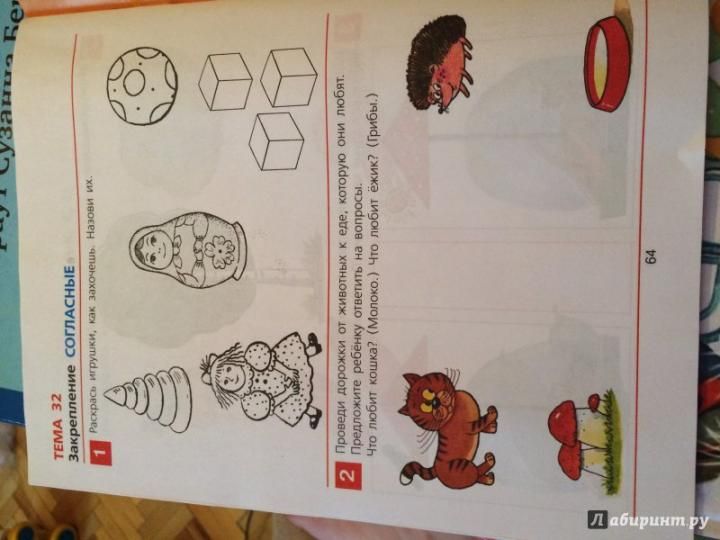 Раут Сузанна Бе
ТЕМА 32
Закрепление СОГЛАСНЫЕ
1
Раскрась игрушки, как захочешь. Назови их.
2
Проведи дорожки от животных к еде, которую они любят.
Предложите ребёнку ответить на вопросы.
Что любит кошка? (Молоко.) Что любит ёжик? (Грибы.)
64
Лабиринт.ру